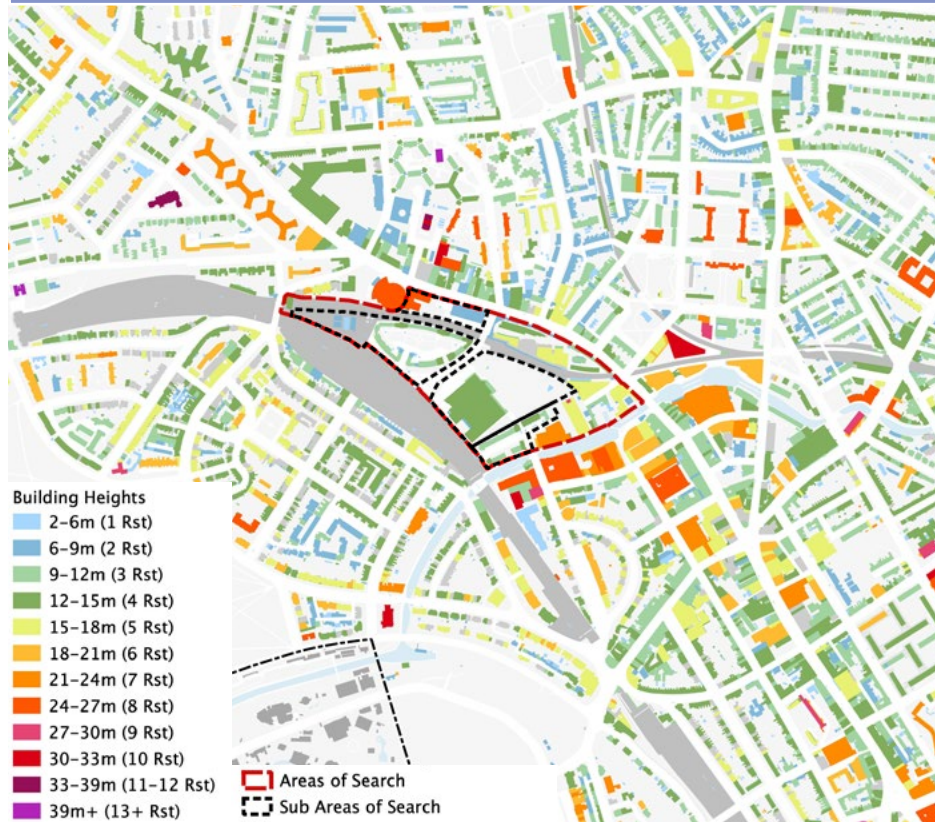 Building Heights
2-6m (1 Rst)
6-9m (2 Rst)
9-12m (3 Rst)
12-15m (4 Rst)
15-18m (5 Rst)
18-21m (6 Rst)
21-24m (7 Rst)
24-27m (8 Rst)
27-30m (9 Rst)
30-33m (10 Rst)
33-39m (11-12 Rst)
39m+ (13+ Rst)
Areas of Search
Sub Areas of Search